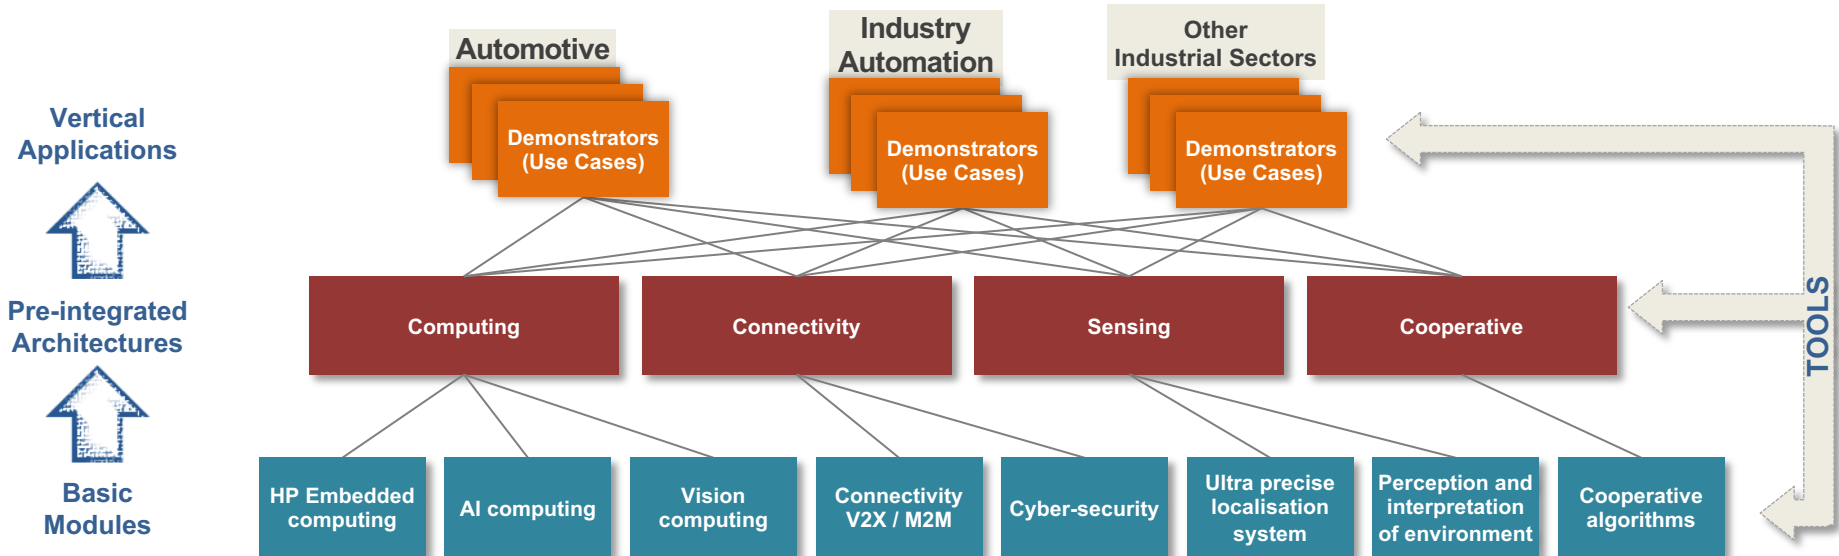 Automotive
Industry
Automation
Other
Industrial Sectors
Vertical
Applications
Demonstrators
(Use Cases)
Demonstrators
(Use Cases)
Demonstrators
(Use Cases)
Pre-integrated
Architectures
Computing
Connectivity
Sensing
Cooperative
TOOLS
Basic
Modules
HP Embedded
computing
AI computing
Vision
computing
Connectivity
V2X / M2M
Cyber-security
Ultra precise
localisation
system
Perception and
interpretation
of environment
Cooperative
algorithms